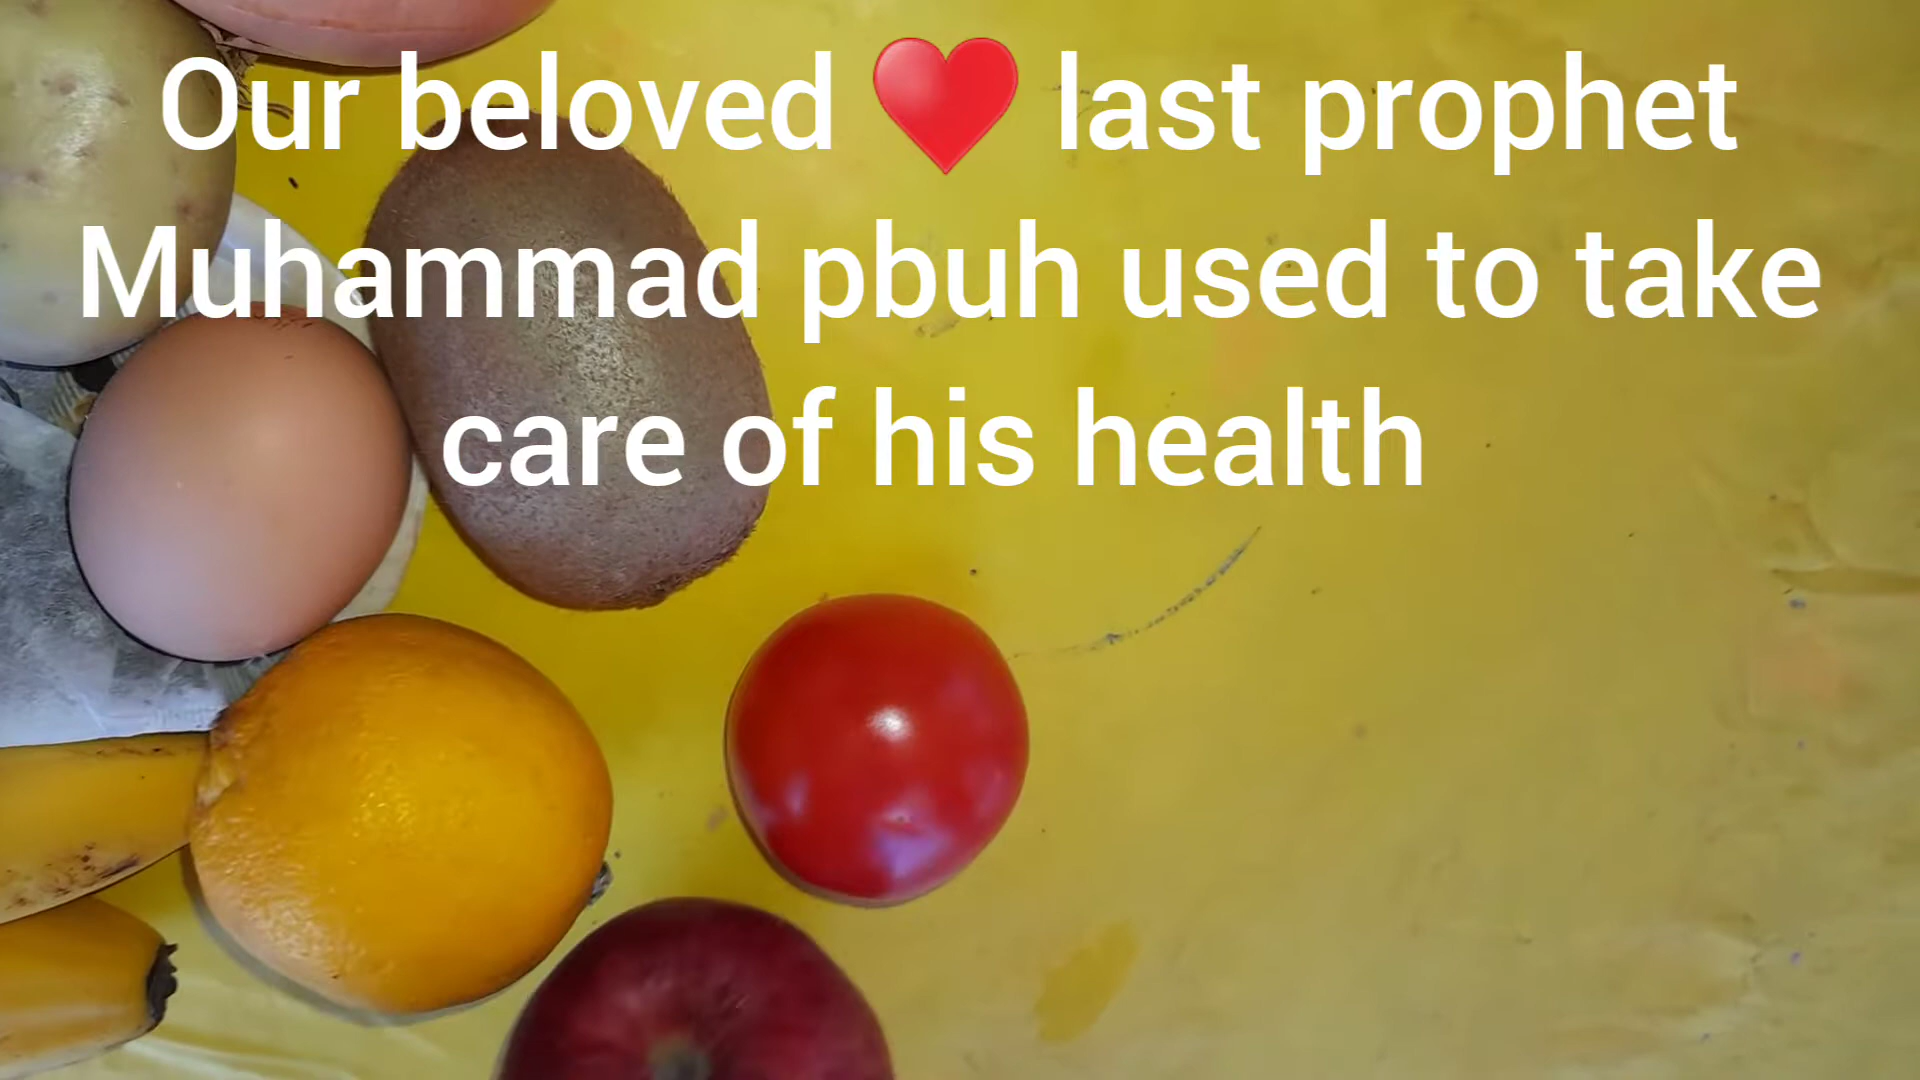 Our beloved ♥️ last prophet
Muhammad pbuh used to take
care of his health